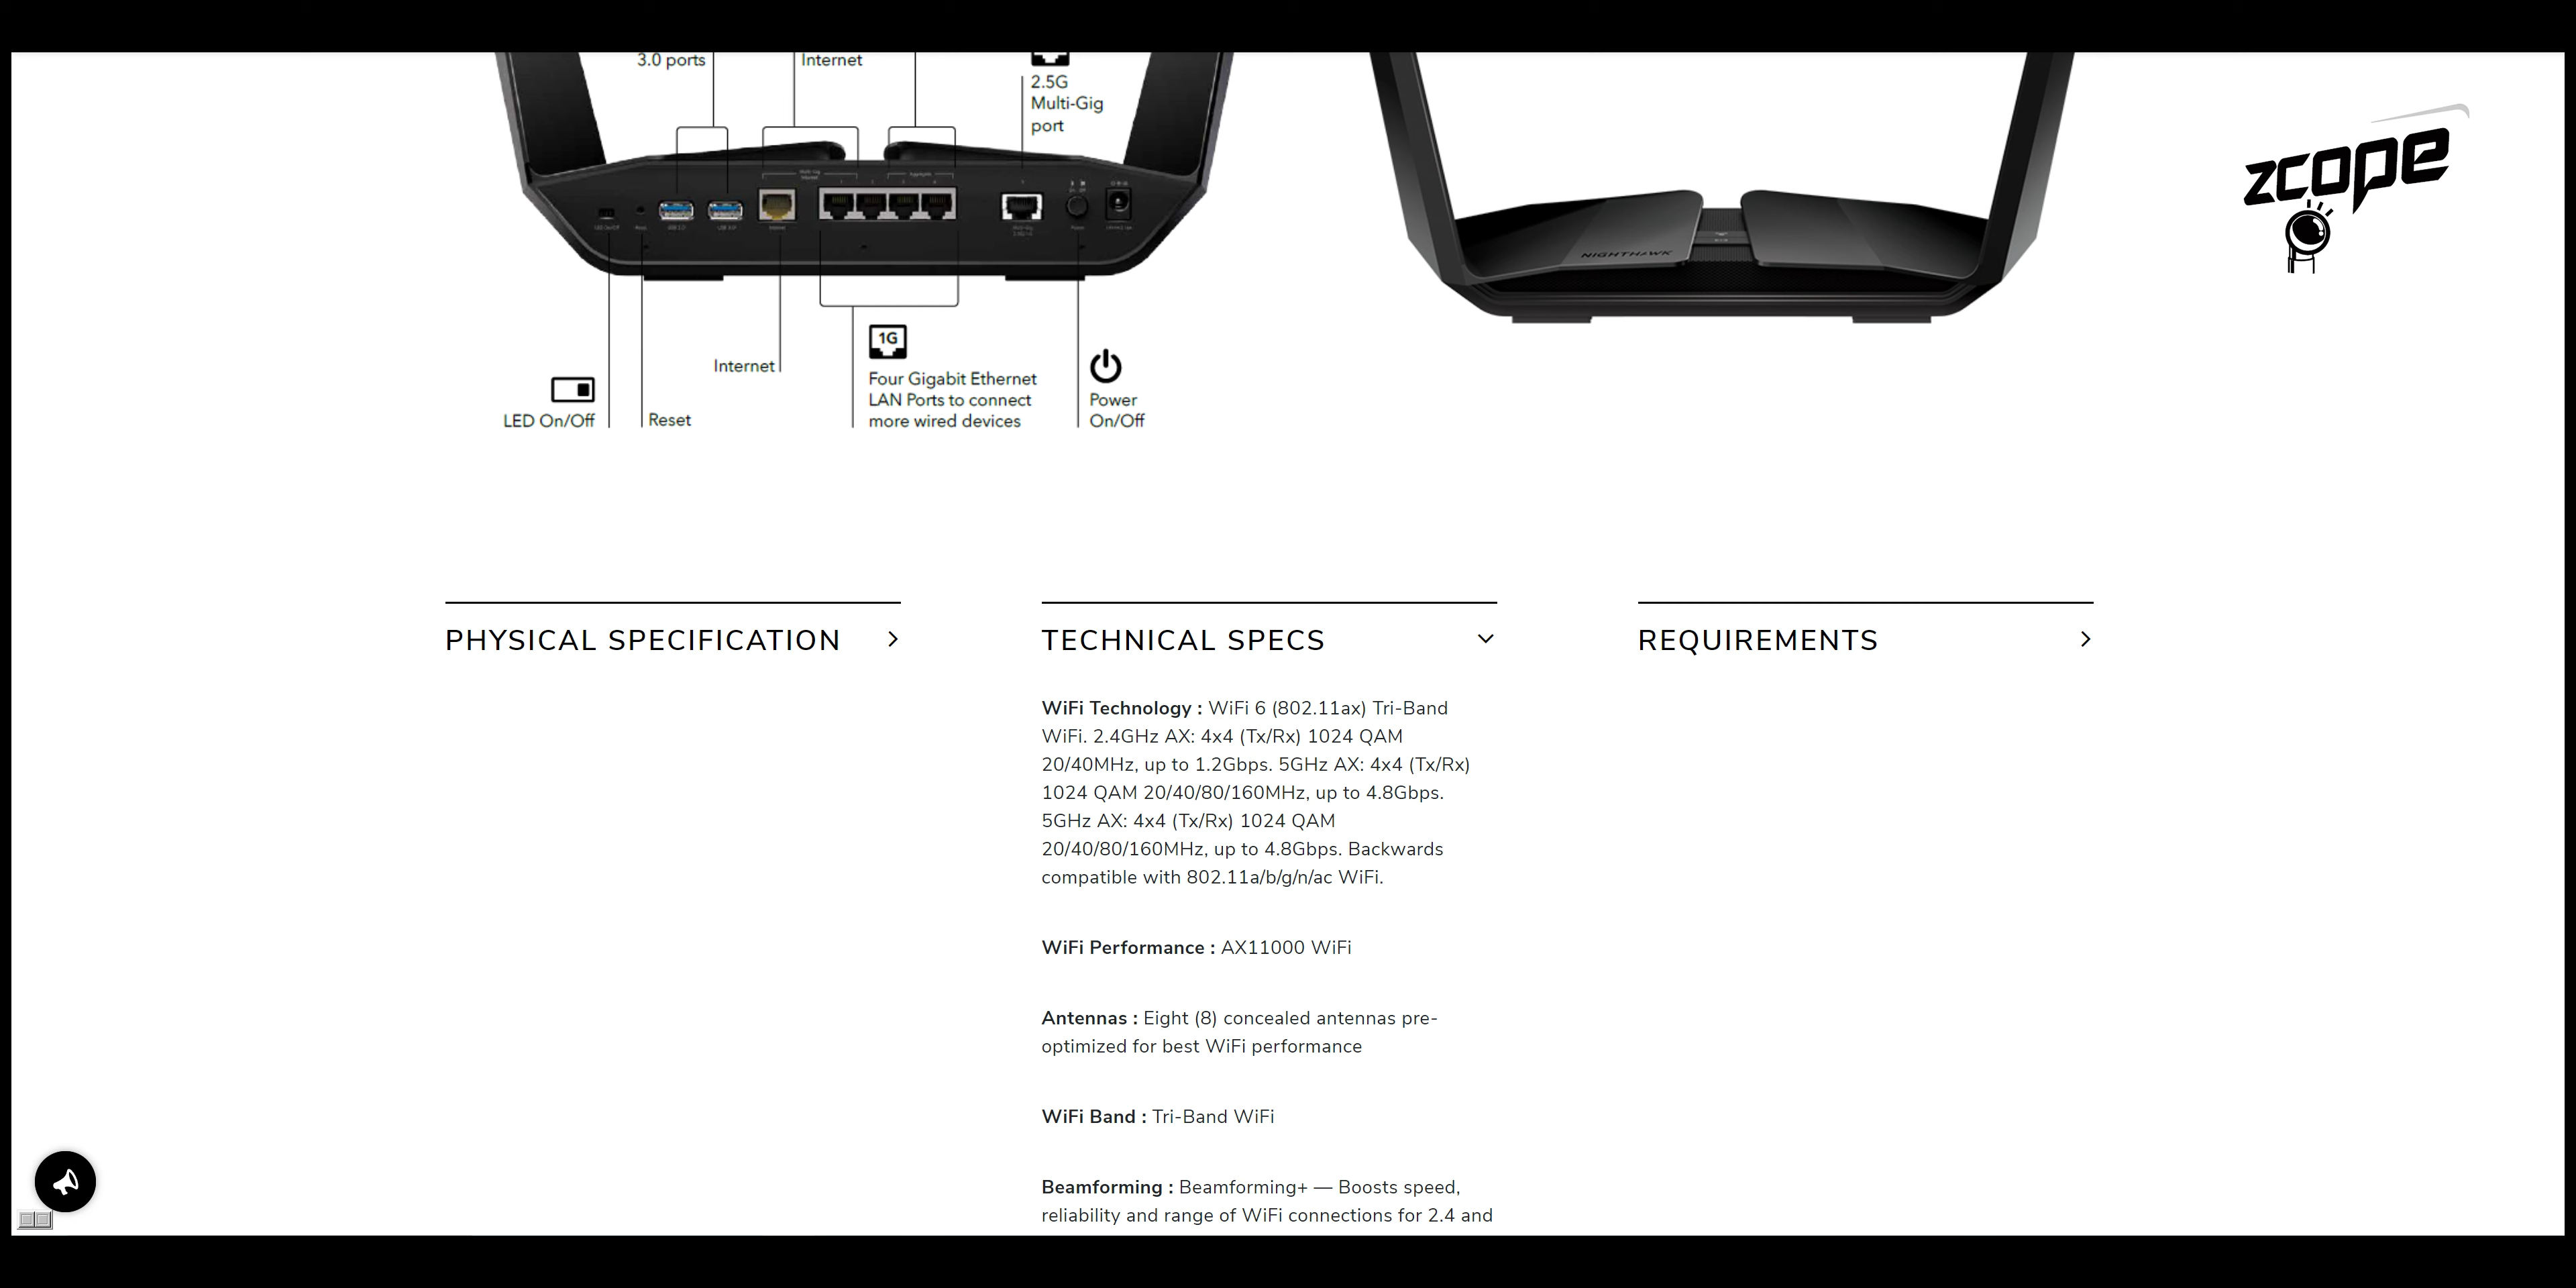 3.0 ports
Internet
2.5G
Multi-Gig
port
zcope
NIGHTHAWK
1G
Internet
Four Gigabit Ethernet
LAN Ports to connect
more wired devices
LED On/Off
Reset
Power
On/Off
PHYSICAL SPECIFICATION
TECHNICAL SPECS
REQUIREMENTS
WiFi Technology : WiFi 6 (802.11ax) Tri-Band
WiFi. 2.4GHz AX: 4x4 (Tx/Rx) 1024 QAM
20/40MHz, up to 1.2Gbps. 5GHz AX: 4x4 (Tx/Rx)
1024 QAM 20/40/80/160MHz, up to 4.8Gbps.
5GHz AX: 4x4 (Tx/Rx) 1024 QAM
20/40/80/160MHz, up to 4.8Gbps. Backwards
compatible with 802.11a/b/g/n/ac WiFi.
WiFi Performance : AX11000 WiFi
Antennas : Eight (8) concealed antennas pre-
optimized for best WiFi performance
WiFi Band : Tri-Band WiFi
Beamforming : Beamforming+ — Boosts speed,
reliability and range of WiFi connections for 2.4 and